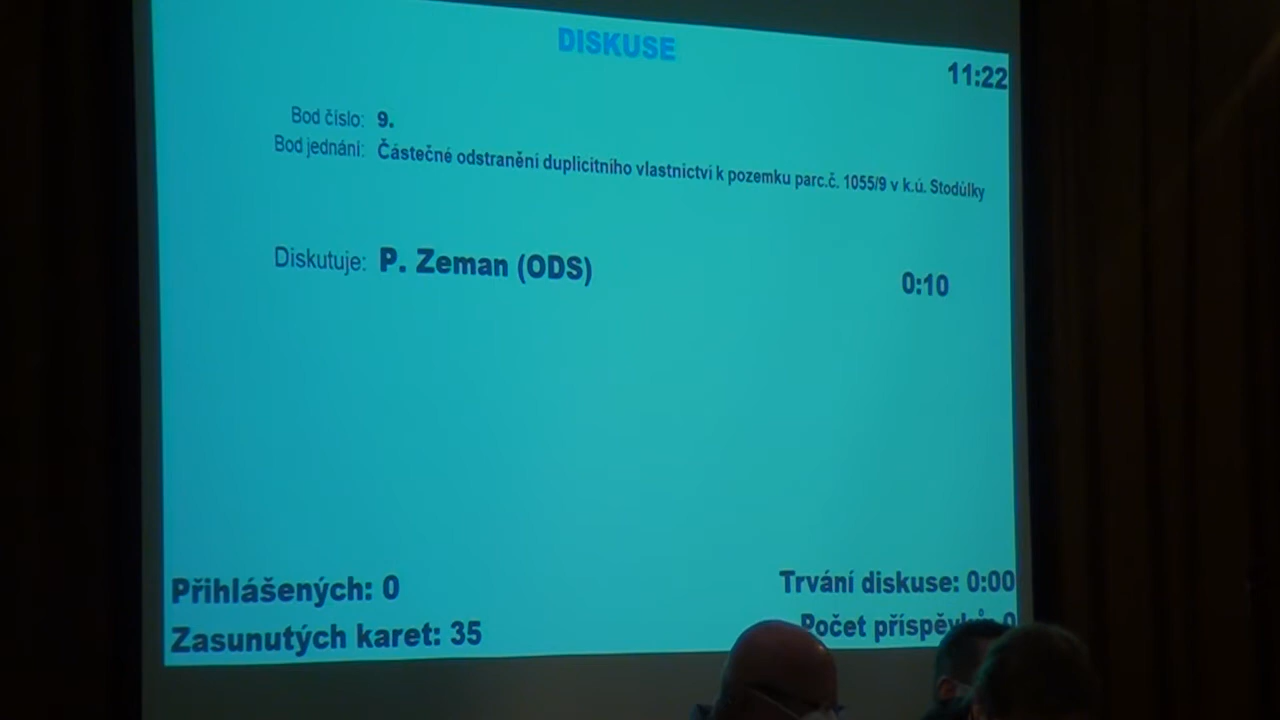 DISKUSE
11:22
Bod číslo: 9.
Bod jednání: Částečné odstranění duplicitního vlastnictví k pozemku parc.č. 1055/9 v k.ú. Stodůlky
Diskutuje: P. Zeman (ODS) 0:10
Přihlášených: 0 Trvání diskuse: 0:00
Zasunutých karet: 35 Počet příspěvků 0